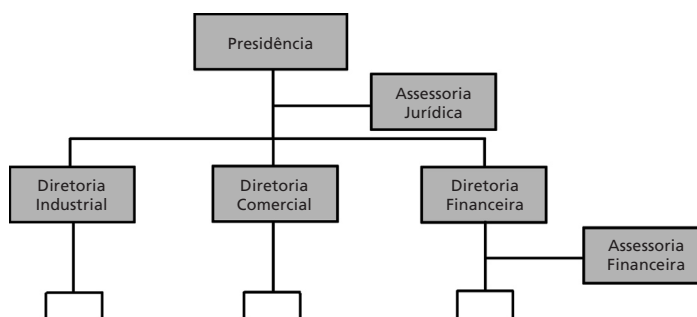 Presidência
Assessoria
Jurídica
Diretoria
Industrial
Diretoria
Comercial
Diretoria
Financeira
Assessoria
Financeira